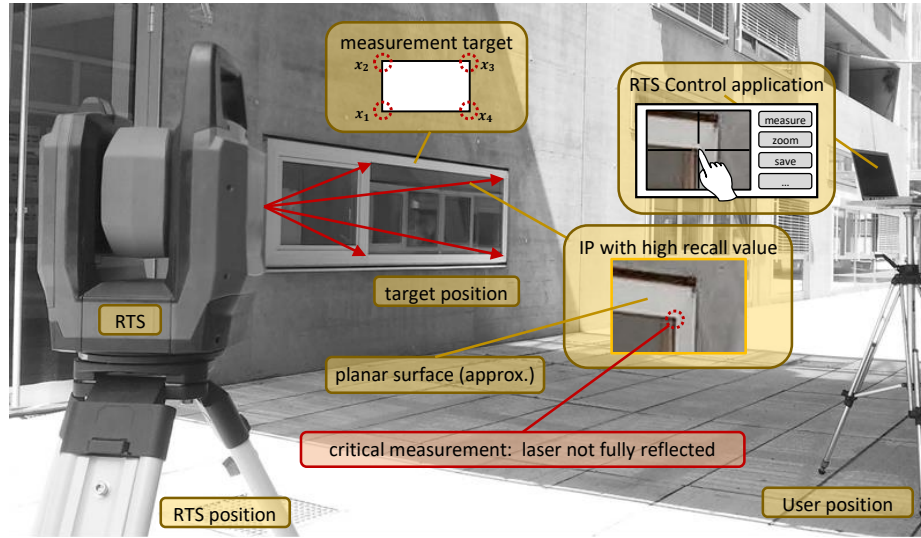 measurement target
x₂ x₃
x₁ x₄
RTS Control application
measure
zoom
save
...
IP with high recall value
target position
RTS
planar surface (approx.)
critical measurement: laser not fully reflected
RTS position
User position